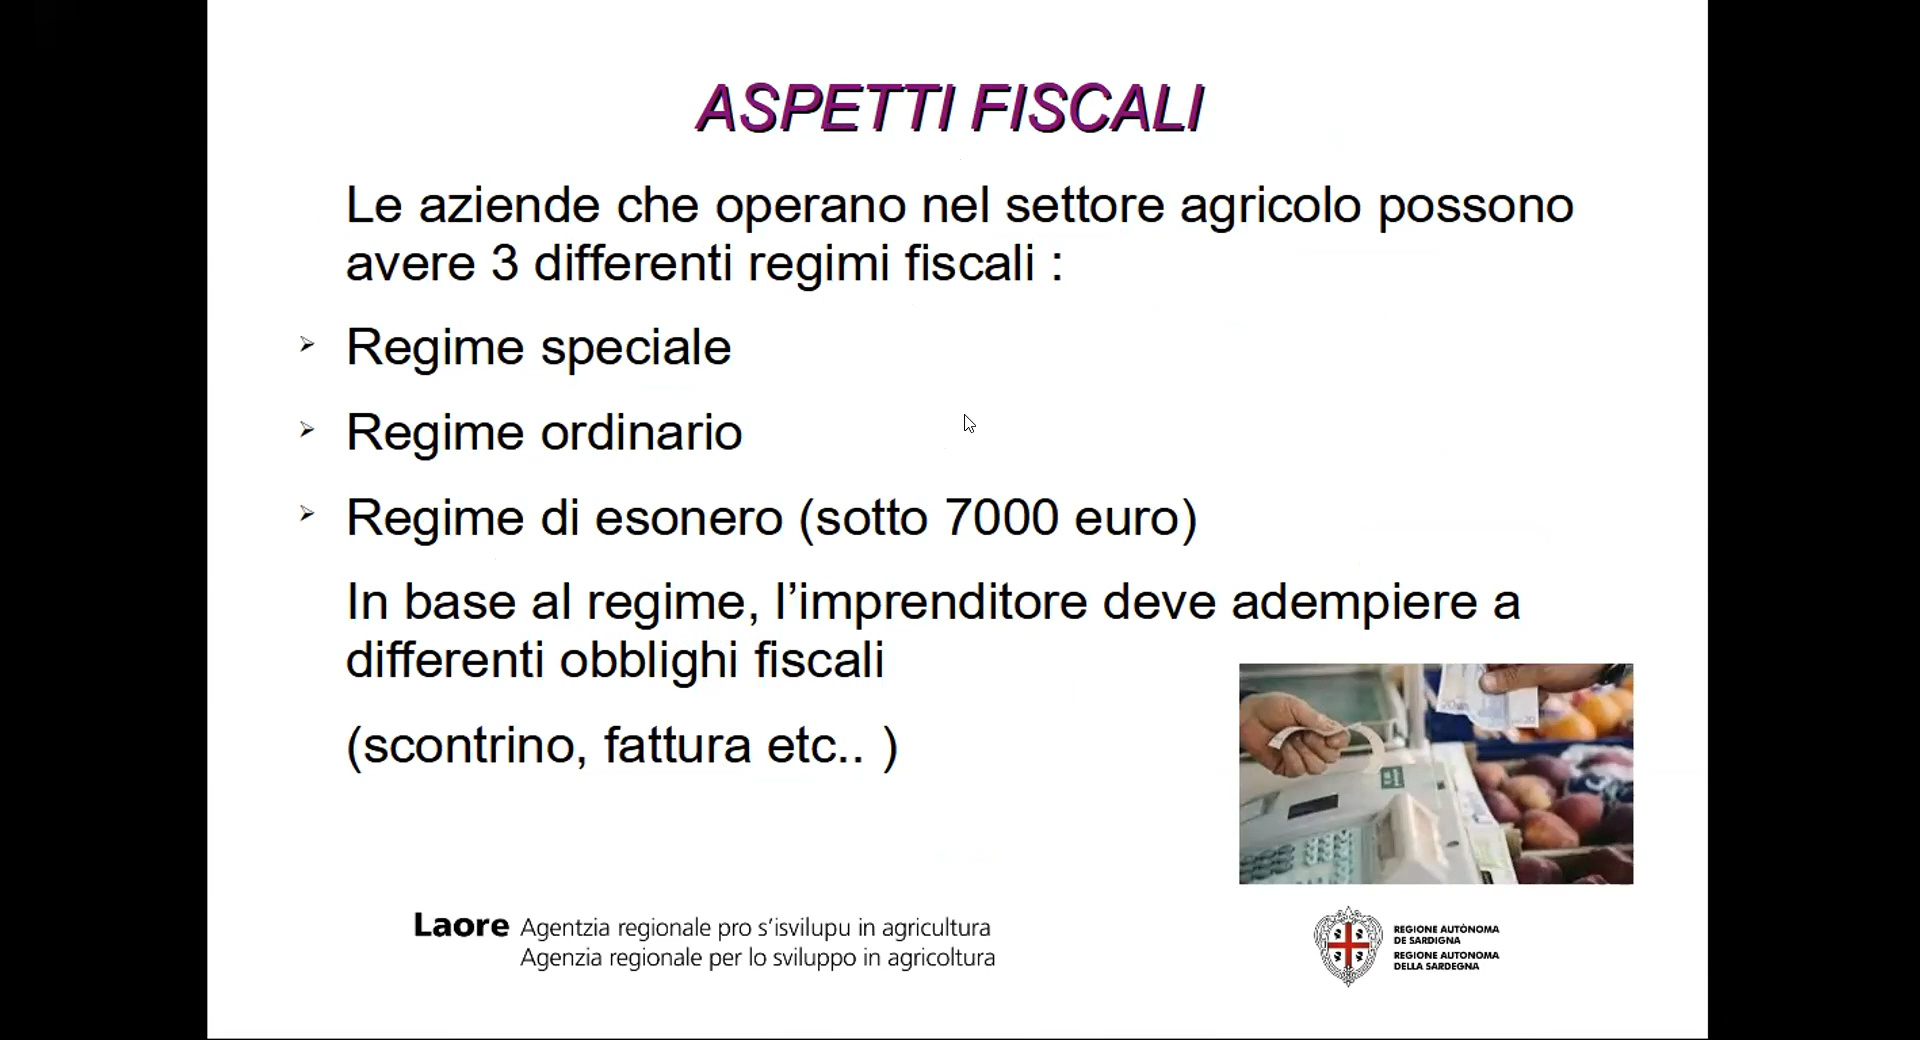 ASPETTI FISCALI
Le aziende che operano nel settore agricolo possono
avere 3 differenti regimi fiscali :
➢ Regime speciale
➢ Regime ordinario
➢ Regime di esonero (sotto 7000 euro)
In base al regime, l’imprenditore deve adempiere a
differenti obblighi fiscali
(scontrino, fattura etc.. )
Laore Agentzia regionale pro s’isvilupu in agricultura
Agenzia regionale per lo sviluppo in agricoltura
REGIONE AUTÒNOMA
DE SARDIGNA
REGIONE AUTONOMA
DELLA SARDEGNA